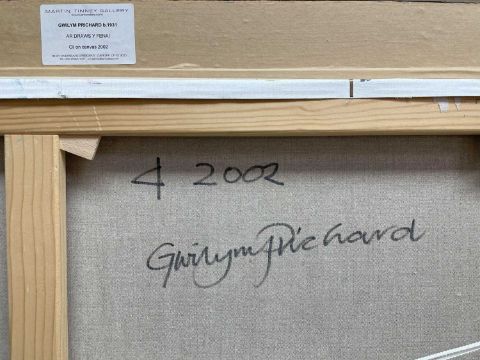 MARTIN TINNEY GALLERY
GWILYM PRICHARD b.1931
AR DRAWS Y FENAI
Oil on canvas 2002
4 2002
Gwilym Prichard